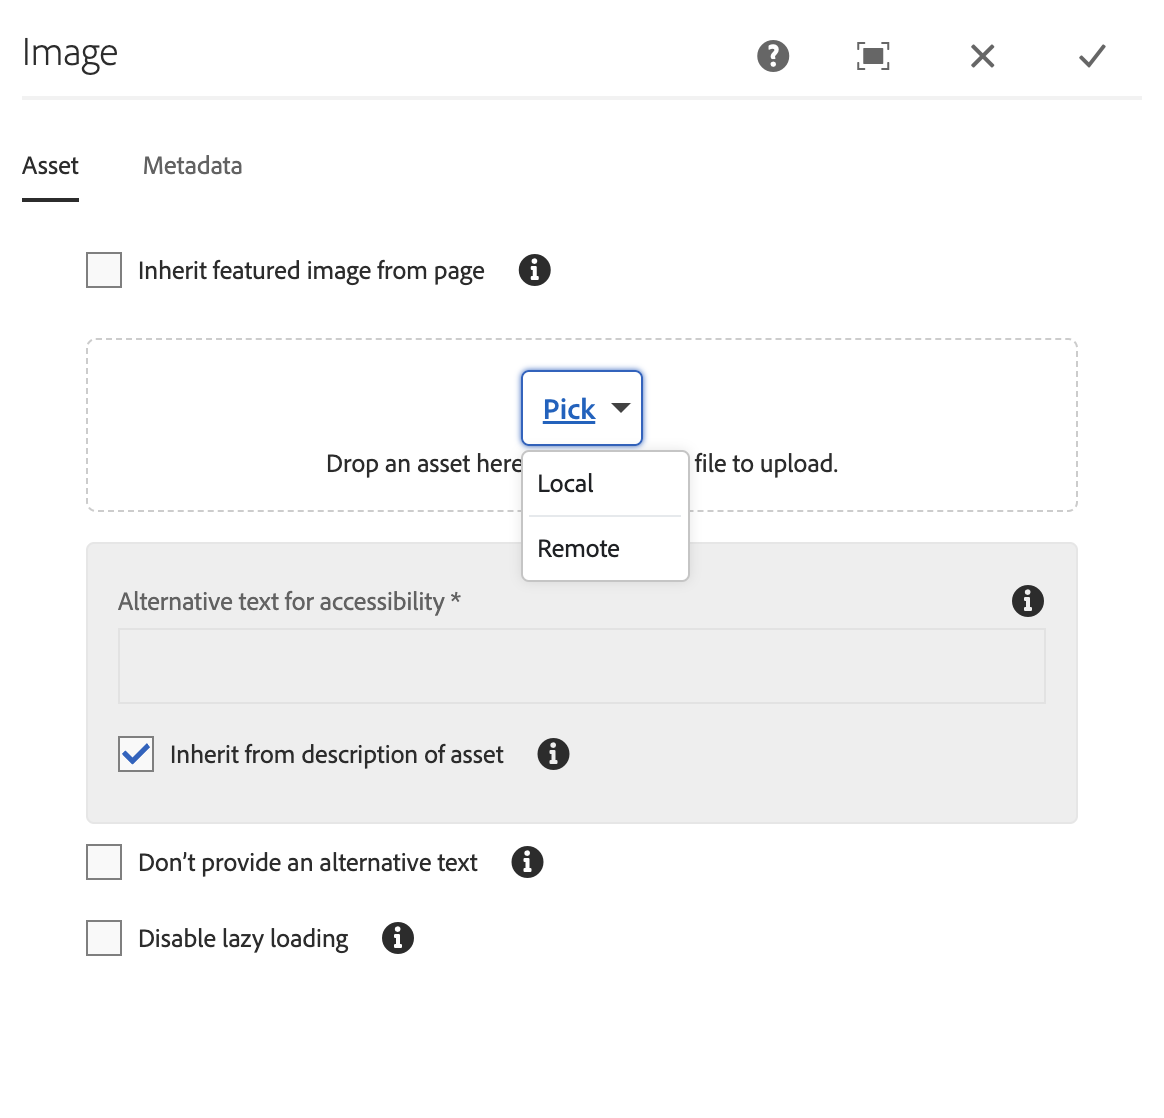 Image
Asset Metadata
Inherit featured image from page
Pick
Drop an asset here file to upload.
Local
Remote
Alternative text for accessibility *
Inherit from description of asset
Don't provide an alternative text
Disable lazy loading